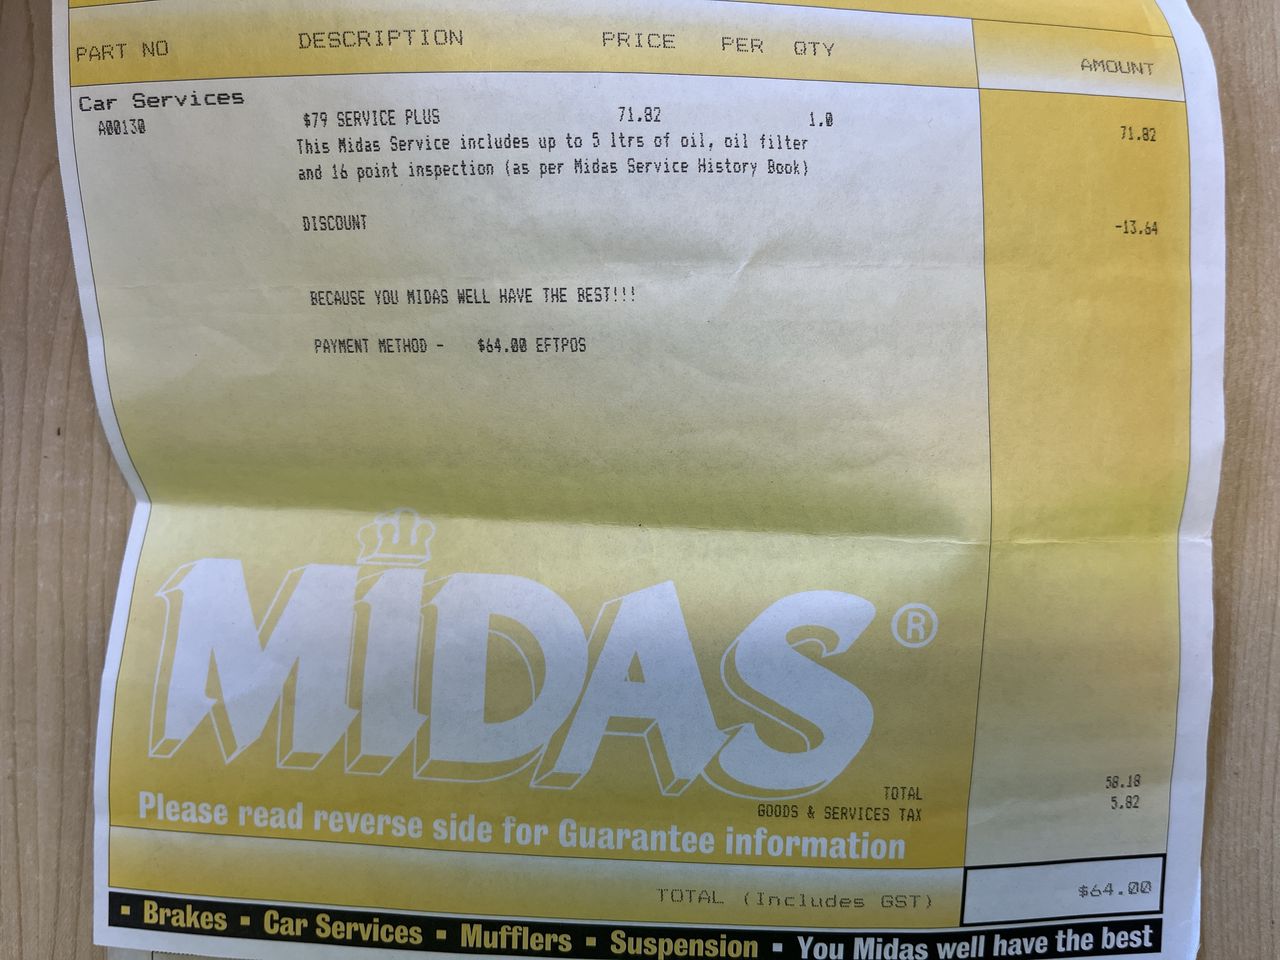 PART NO DESCRIPTION PRICE PER QTY AMOUNT
Car Services
A00130 $79 SERVICE PLUS 71.82 1.0 71.82
This Midas Service includes up to 5 ltrs of oil, oil filter
and 16 point inspection (as per Midas Service History Book)
DISCOUNT -13.64
BECAUSE YOU MIDAS WELL HAVE THE BEST!!!
PAYMENT METHOD - $64.00 EFTPOS
MIDAS ®
TOTAL 58.18
GOODS & SERVICES TAX 5.82
Please read reverse side for Guarantee information
TOTAL (Includes GST) $64.00
▪ Brakes ▪ Car Services ▪ Mufflers ▪ Suspension ▪ You Midas well have the best